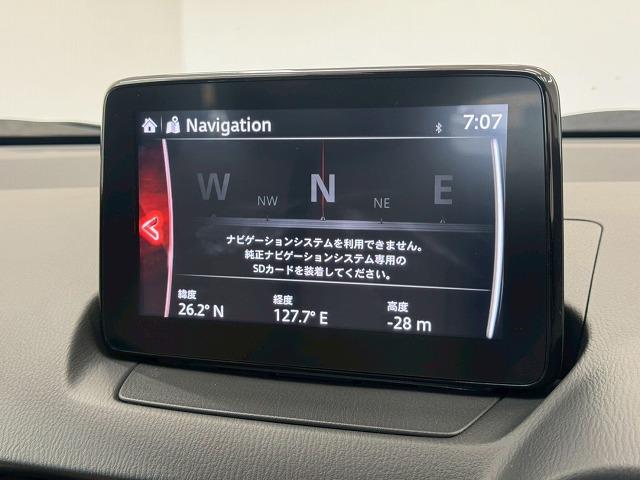 Navigation 7:07
W NW N NE E
ナビゲーションシステムを利用できません。
純正ナビゲーションシステム専用の
SDカードを装着してください。
緯度 経度 高度
26.2° N 127.7° E -28 m